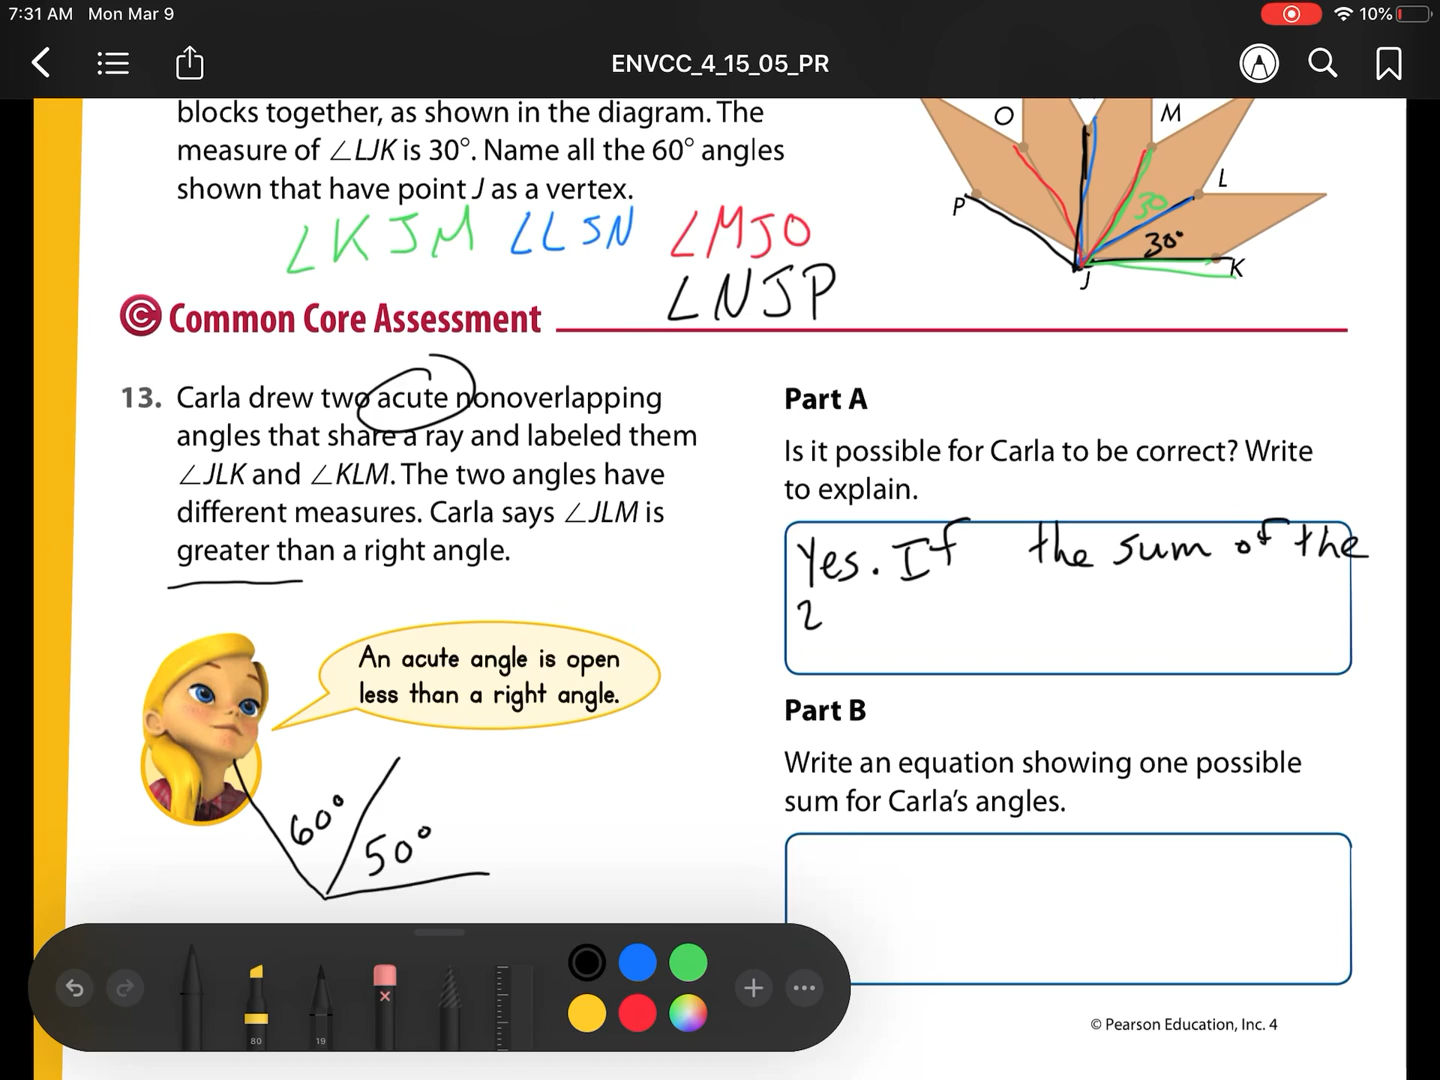 7:31 AM Mon Mar 9
10%
ENVCC_4_15_05_PR
blocks together, as shown in the diagram. The
measure of ∠LJK is 30°. Name all the 60° angles
shown that have point J as a vertex.
∠KJM ∠LJN ∠MJO
∠NJP
O
M
L
P
30
30°
K
J
Common Core Assessment
13. Carla drew two acute nonoverlapping
angles that share a ray and labeled them
∠JLK and ∠KLM. The two angles have
different measures. Carla says ∠JLM is
greater than a right angle.
An acute angle is open
less than a right angle.
60°
50°
Part A
Is it possible for Carla to be correct? Write
to explain.
Yes. If the sum of the
2
Part B
Write an equation showing one possible
sum for Carla's angles.
80
19
© Pearson Education, Inc. 4